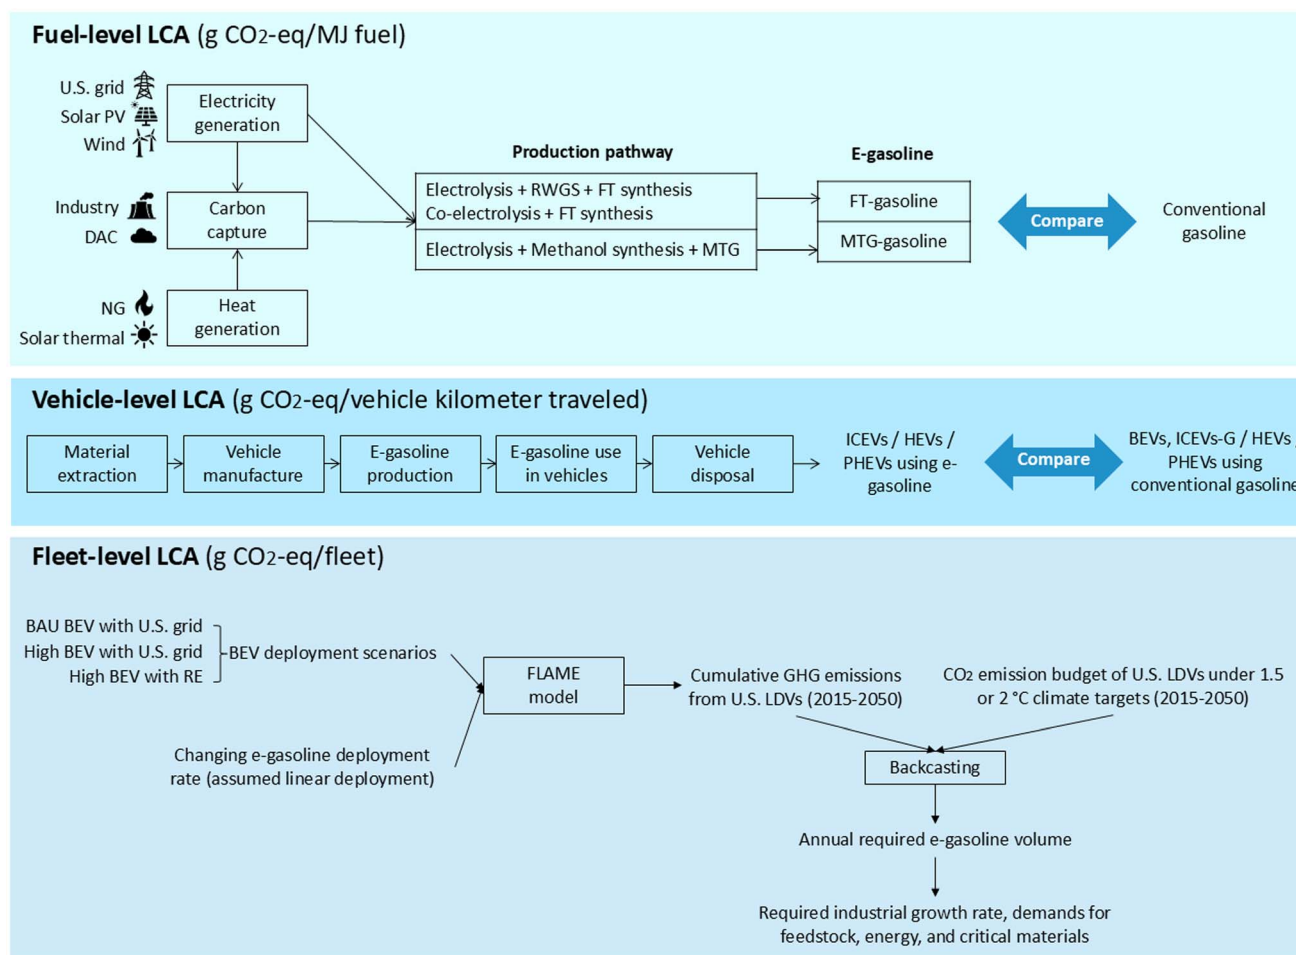 Fuel-level LCA (g CO2-eq/MJ fuel)
U.S. grid
Solar PV
Wind
Electricity
generation
Industry
DAC
Carbon
capture
NG
Solar thermal
Heat
generation
Production pathway
Electrolysis + RWGS + FT synthesis
Co-electrolysis + FT synthesis
Electrolysis + Methanol synthesis + MTG
E-gasoline
FT-gasoline
MTG-gasoline
Compare
Conventional
gasoline
Vehicle-level LCA (g CO2-eq/vehicle kilometer traveled)
Material
extraction
Vehicle
manufacture
E-gasoline
production
E-gasoline use
in vehicles
Vehicle
disposal
ICEVs / HEVs /
PHEVs using e-
gasoline
Compare
BEVs, ICEVs-G / HEVs /
PHEVs using
conventional gasoline
Fleet-level LCA (g CO2-eq/fleet)
BAU BEV with U.S. grid
High BEV with U.S. grid
High BEV with RE
BEV deployment scenarios
Changing e-gasoline deployment
rate (assumed linear deployment)
FLAME
model
Cumulative GHG emissions
from U.S. LDVs (2015-2050)
CO2 emission budget of U.S. LDVs under 1.5
or 2 °C climate targets (2015-2050)
Backcasting
Annual required e-gasoline volume
Required industrial growth rate, demands for
feedstock, energy, and critical materials